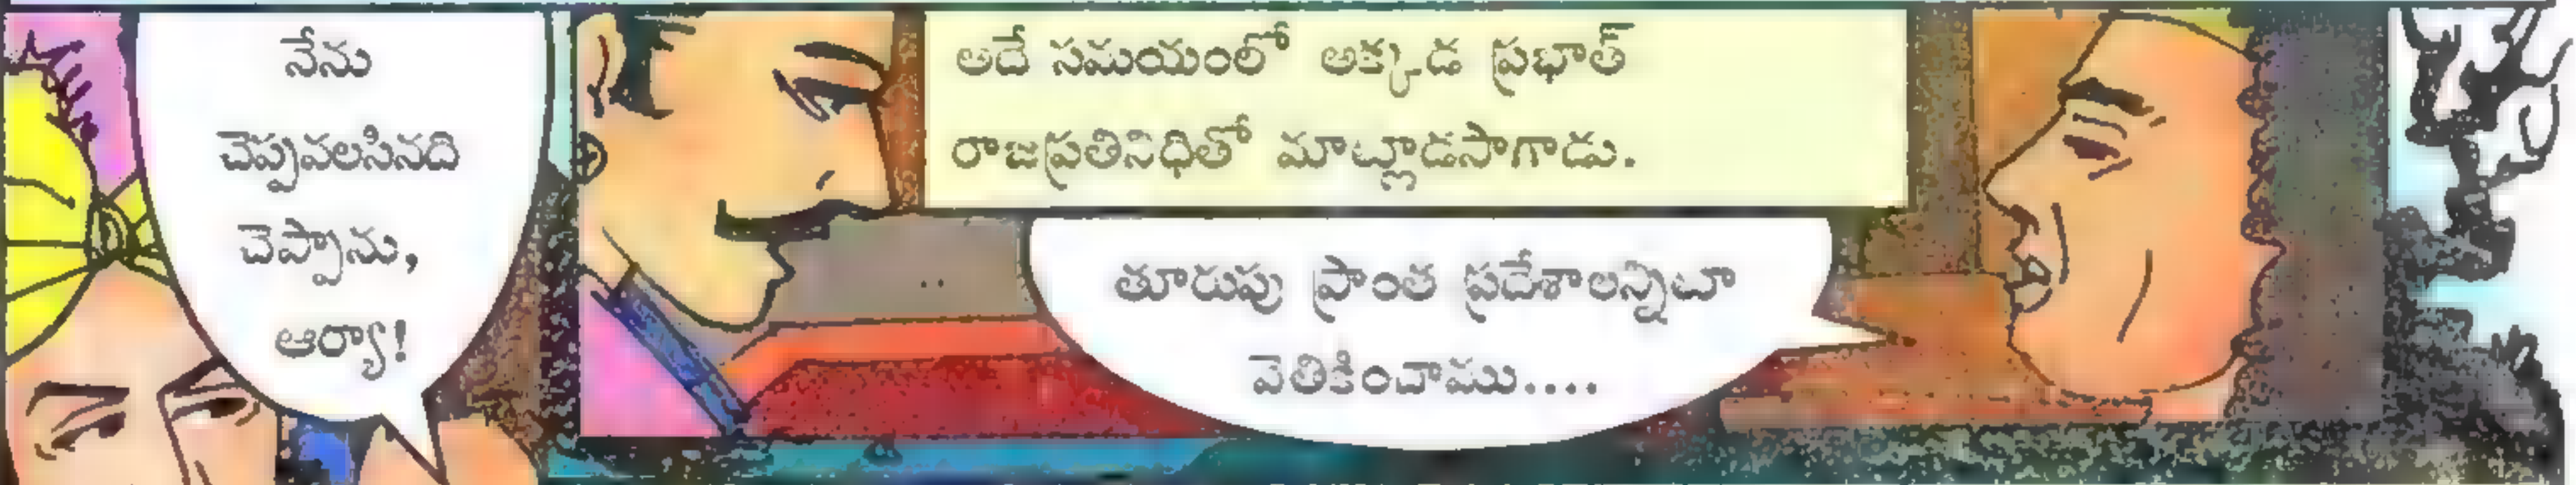 నేను
చెప్పవలసినది
చెప్పాను,
ఆర్యా!
అదే సమయంలో అక్కడ ప్రభాత్
రాజప్రతినిధితో మాట్లాడసాగాడు.
తూరుపు ప్రాంత ప్రదేశాలన్నిటా
వెతికించాము....